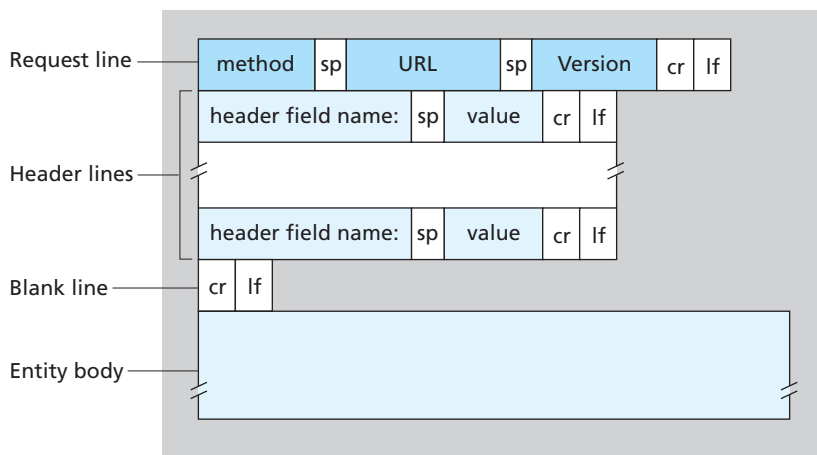 Request line method sp URL sp Version cr lf
header field name: sp value cr lf
Header lines
header field name: sp value cr lf
Blank line cr lf
Entity body